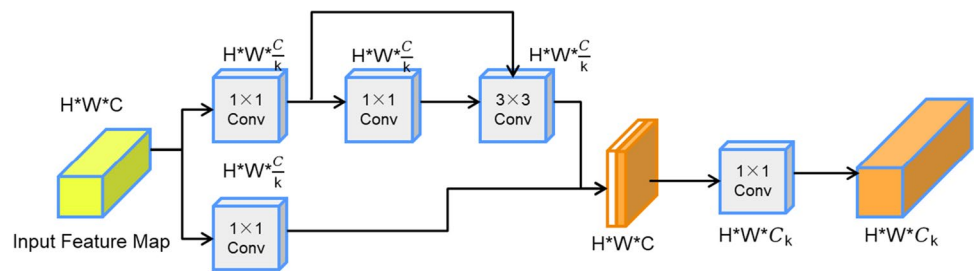 H*W*C
Input Feature Map
H*W*C/k
1×1
Conv
H*W*C/k
1×1
Conv
H*W*C/k
3×3
Conv
H*W*C/k
1×1
Conv
H*W*C
1×1
Conv
H*W*Cₖ
H*W*Cₖ